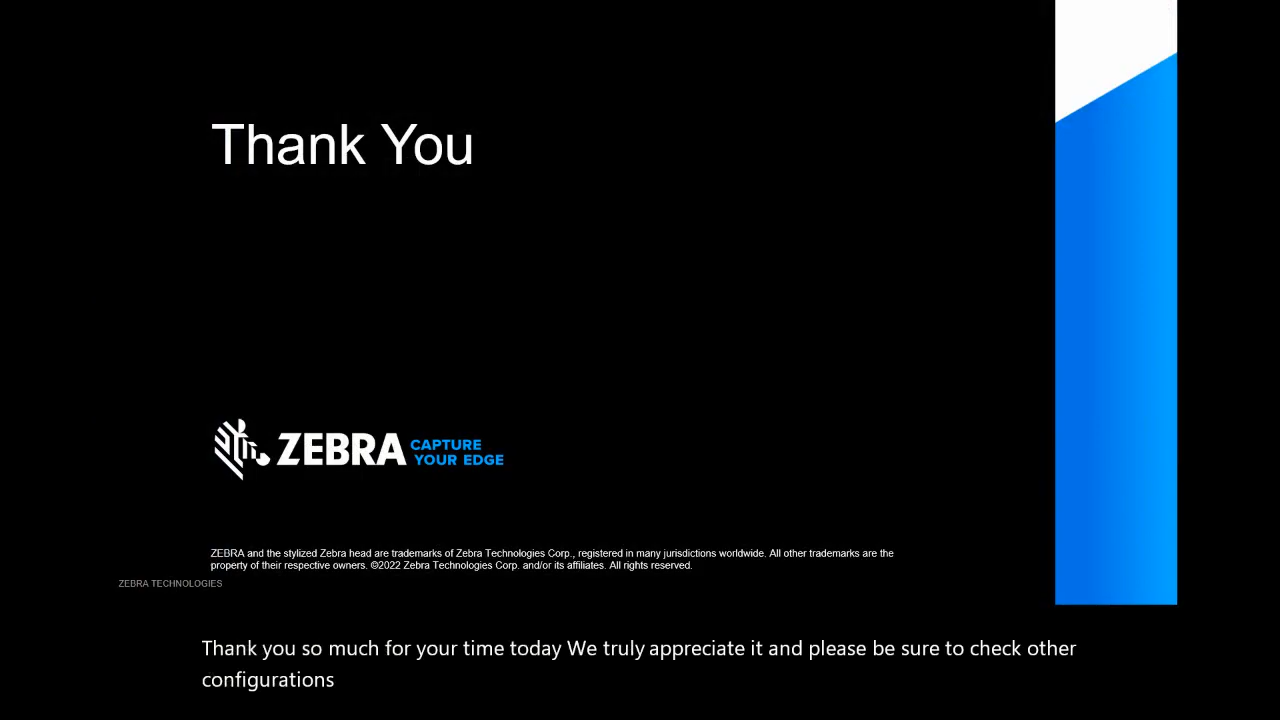 Thank You
ZEBRA CAPTURE
YOUR EDGE
ZEBRA and the stylized Zebra head are trademarks of Zebra Technologies Corp., registered in many jurisdictions worldwide. All other trademarks are the
property of their respective owners. ©2022 Zebra Technologies Corp. and/or its affiliates. All rights reserved.
ZEBRA TECHNOLOGIES
Thank you so much for your time today We truly appreciate it and please be sure to check other
configurations